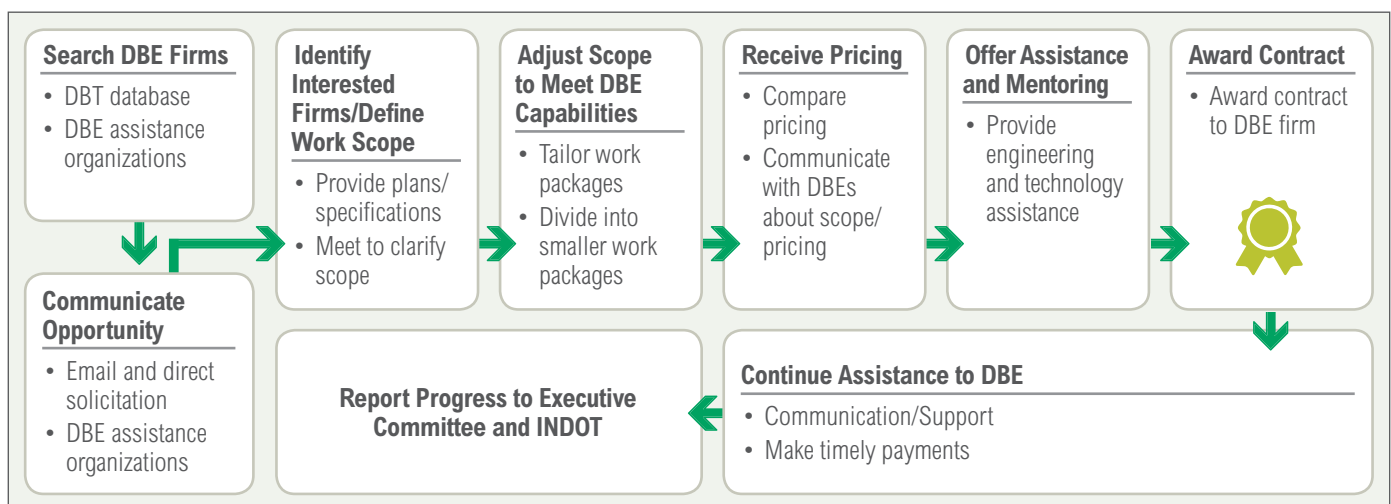 Search DBE Firms
• DBT database
• DBE assistance
organizations
Communicate
Opportunity
• Email and direct
solicitation
• DBE assistance
organizations
Identify
Interested
Firms/Define
Work Scope
• Provide plans/
specifications
• Meet to clarify
scope
Adjust Scope
to Meet DBE
Capabilities
• Tailor work
packages
• Divide into
smaller work
packages
Receive Pricing
• Compare
pricing
• Communicate
with DBEs
about scope/
pricing
Offer Assistance
and Mentoring
• Provide
engineering
and technology
assistance
Award Contract
• Award contract
to DBE firm
Continue Assistance to DBE
• Communication/Support
• Make timely payments
Report Progress to Executive
Committee and INDOT